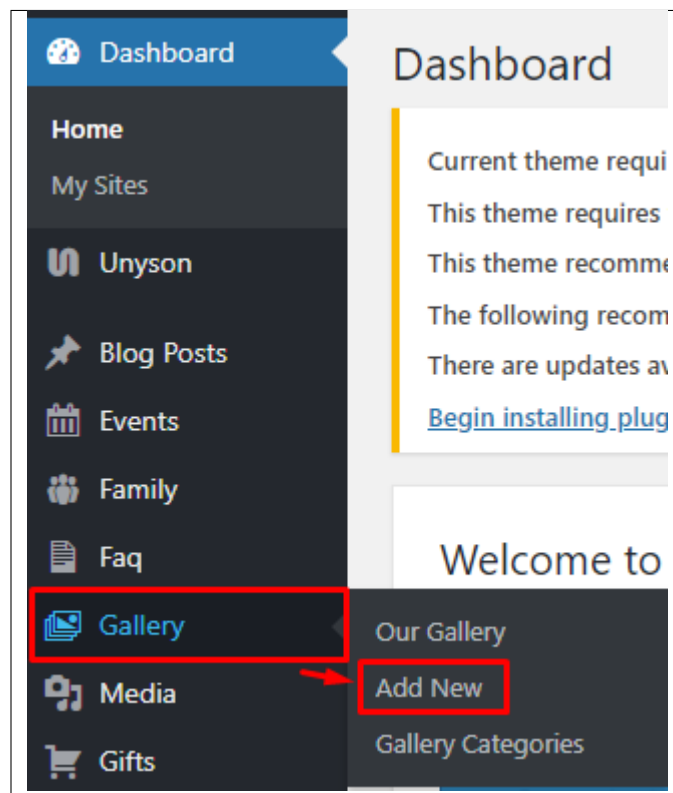 Dashboard
Home
My Sites
Unyson
Blog Posts
Events
Family
Faq
Gallery
Media
Gifts
Dashboard
Current theme requi
This theme requires
This theme recomme
The following recom
There are updates av
Begin installing plug
Welcome to
Our Gallery
Add New
Gallery Categories